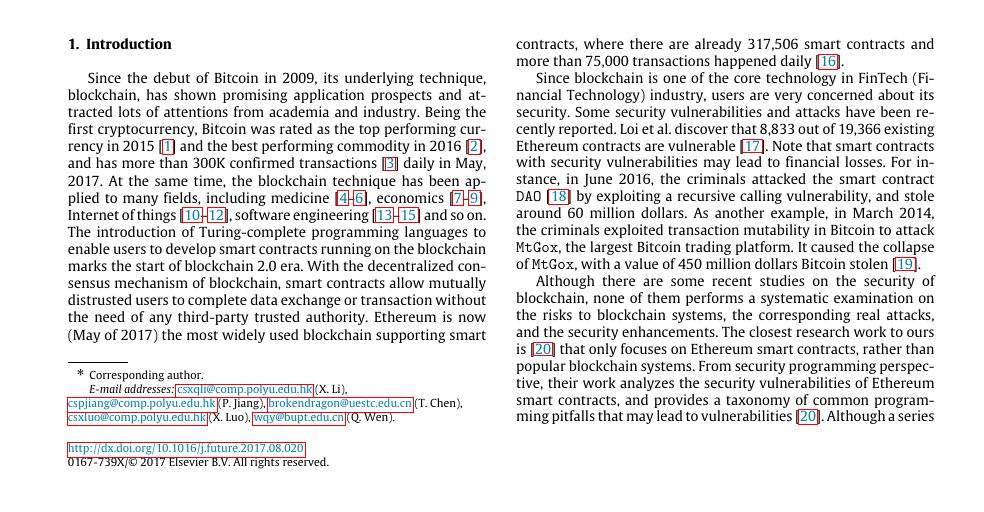 1. Introduction
Since the debut of Bitcoin in 2009, its underlying technique,
blockchain, has shown promising application prospects and at-
tracted lots of attentions from academia and industry. Being the
first cryptocurrency, Bitcoin was rated as the top performing cur-
rency in 2015 [1] and the best performing commodity in 2016 [2],
and has more than 300K confirmed transactions [3] daily in May,
2017. At the same time, the blockchain technique has been ap-
plied to many fields, including medicine [4–6], economics [7–9],
Internet of things [10–12], software engineering [13–15] and so on.
The introduction of Turing-complete programming languages to
enable users to develop smart contracts running on the blockchain
marks the start of blockchain 2.0 era. With the decentralized con-
sensus mechanism of blockchain, smart contracts allow mutually
distrusted users to complete data exchange or transaction without
the need of any third-party trusted authority. Ethereum is now
(May of 2017) the most widely used blockchain supporting smart
* Corresponding author.
E-mail addresses: csxqli@comp.polyu.edu.hk (X. Li),
cspjiang@comp.polyu.edu.hk (P. Jiang), brokendragon@uestc.edu.cn (T. Chen),
csxluo@comp.polyu.edu.hk (X. Luo), wqy@bupt.edu.cn (Q. Wen).
http://dx.doi.org/10.1016/j.future.2017.08.020
0167-739X/© 2017 Elsevier B.V. All rights reserved.
contracts, where there are already 317,506 smart contracts and
more than 75,000 transactions happened daily [16].
Since blockchain is one of the core technology in FinTech (Fi-
nancial Technology) industry, users are very concerned about its
security. Some security vulnerabilities and attacks have been re-
cently reported. Loi et al. discover that 8,833 out of 19,366 existing
Ethereum contracts are vulnerable [17]. Note that smart contracts
with security vulnerabilities may lead to financial losses. For in-
stance, in June 2016, the criminals attacked the smart contract
DAO [18] by exploiting a recursive calling vulnerability, and stole
around 60 million dollars. As another example, in March 2014,
the criminals exploited transaction mutability in Bitcoin to attack
MtGox, the largest Bitcoin trading platform. It caused the collapse
of MtGox, with a value of 450 million dollars Bitcoin stolen [19].
Although there are some recent studies on the security of
blockchain, none of them performs a systematic examination on
the risks to blockchain systems, the corresponding real attacks,
and the security enhancements. The closest research work to ours
is [20] that only focuses on Ethereum smart contracts, rather than
popular blockchain systems. From security programming perspec-
tive, their work analyzes the security vulnerabilities of Ethereum
smart contracts, and provides a taxonomy of common program-
ming pitfalls that may lead to vulnerabilities [20]. Although a series